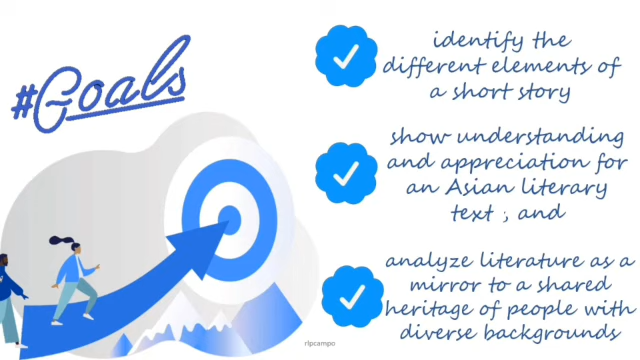 #Goals
identify the
different elements of
a short story
show understanding
and appreciation for
an Asian literary
text ; and
analyze literature as a
mirror to a shared
heritage of people with
diverse backgrounds
rlpcampo